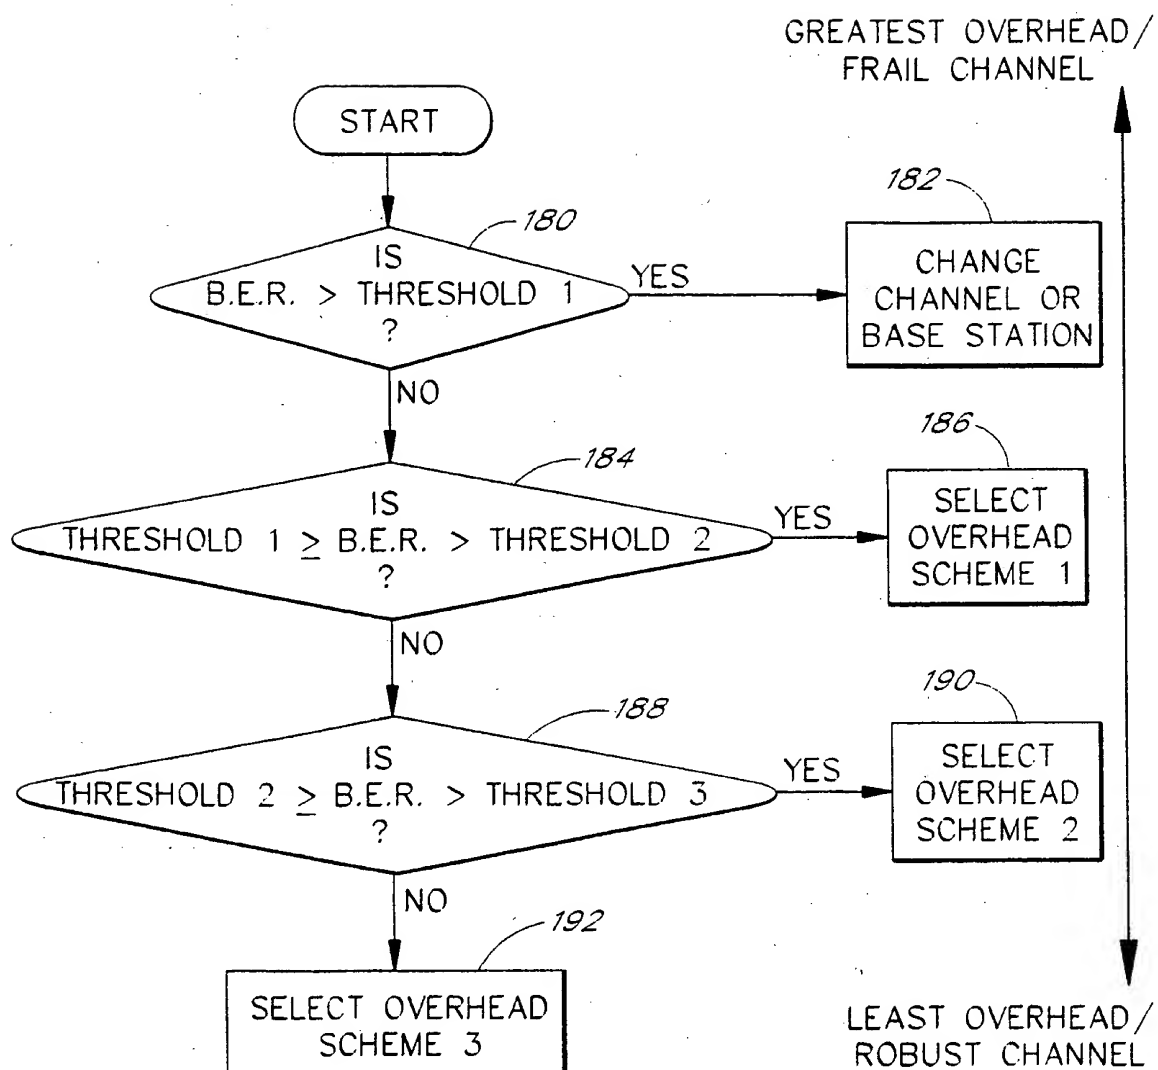 GREATEST OVERHEAD/
FRAIL CHANNEL
START
180
IS
B.E.R. > THRESHOLD 1
?
YES
182
CHANGE
CHANNEL OR
BASE STATION
NO
184
IS
THRESHOLD 1 ≥ B.E.R. > THRESHOLD 2
?
YES
186
SELECT
OVERHEAD
SCHEME 1
NO
188
IS
THRESHOLD 2 ≥ B.E.R. > THRESHOLD 3
?
YES
190
SELECT
OVERHEAD
SCHEME 2
NO
192
SELECT OVERHEAD
SCHEME 3
LEAST OVERHEAD/
ROBUST CHANNEL